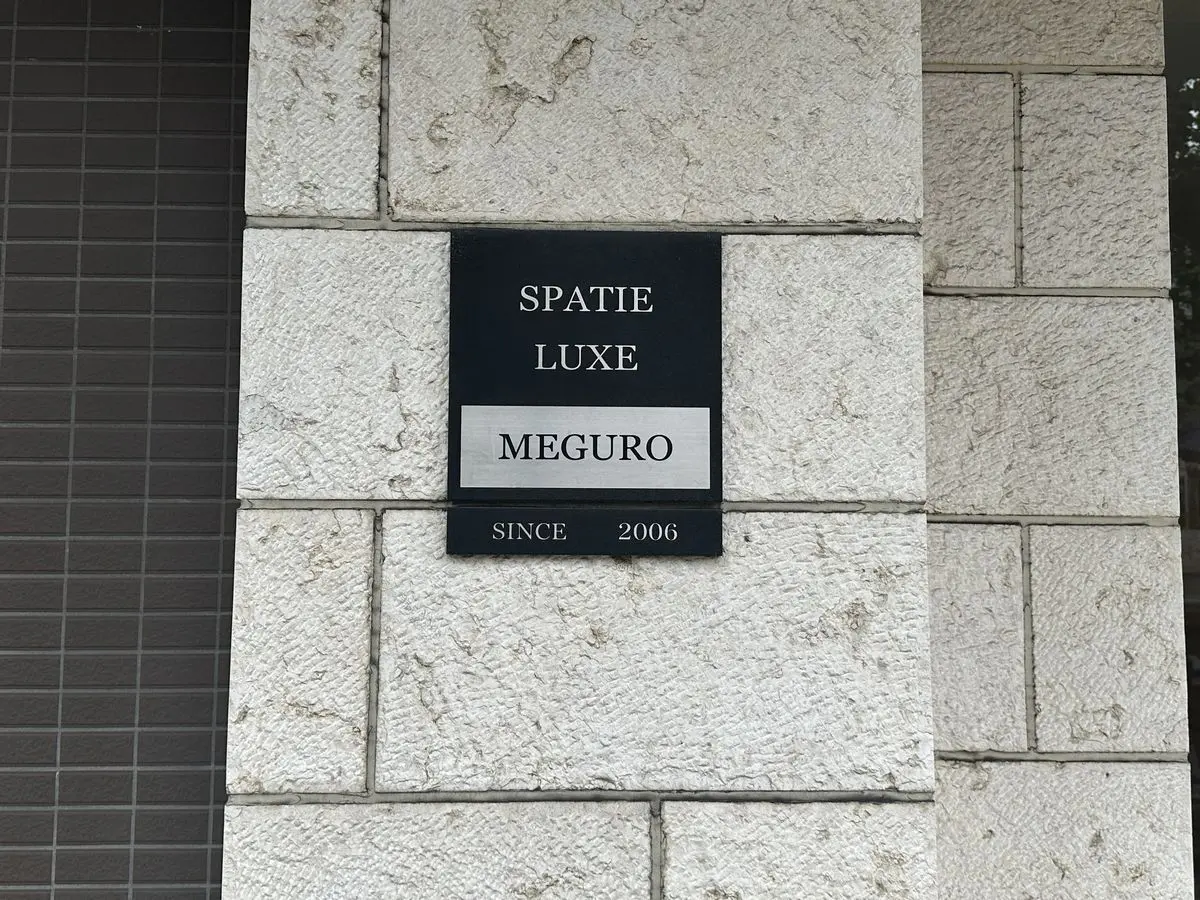 SPATIE
LUXE
MEGURO
SINCE 2006